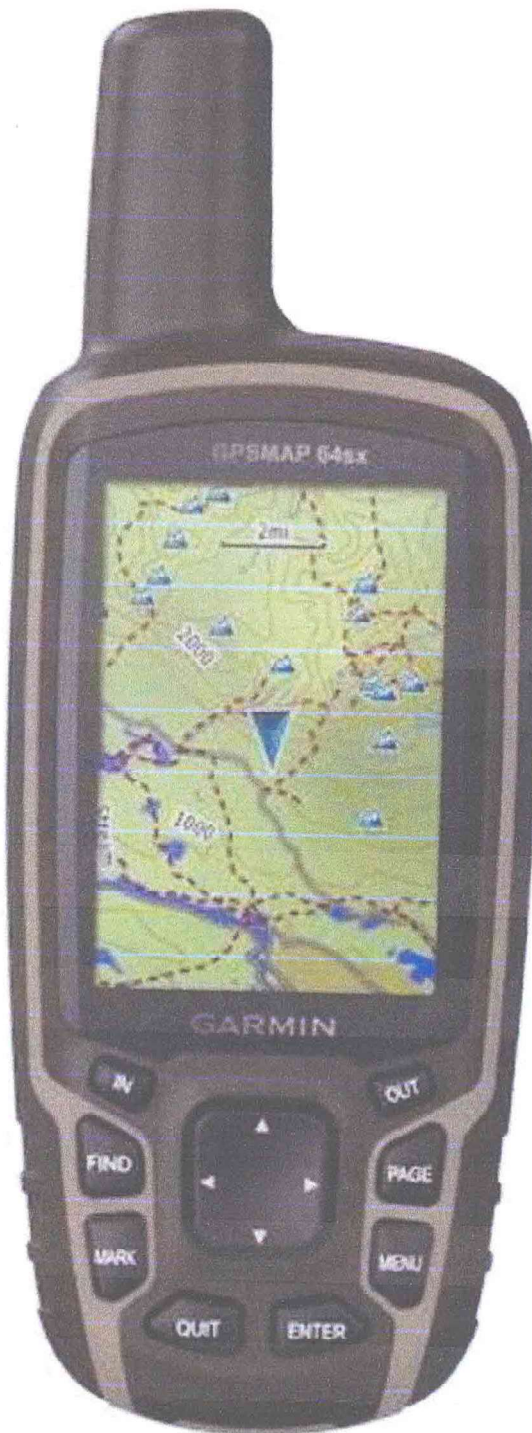 GPSMAP 64sx
2mi
2000
1000
GARMIN
IN
OUT
FIND
PAGE
MARK
MENU
QUIT
ENTER